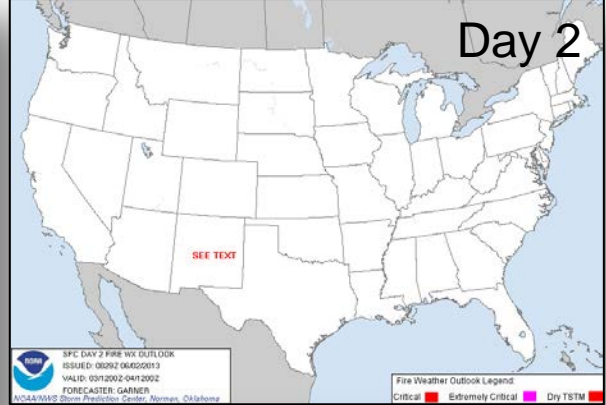 Day 2
SEE TEXT
NOAA
SPC DAY 2 FIRE WX OUTLOOK
ISSUED: 0829Z 06/02/2013
VALID: 03/1200Z-04/1200Z
FORECASTER: GARNER
NOAA/NWS Storm Prediction Center, Norman, Oklahoma
Fire Weather Outlook Legend:
Critical Extremely Critical Dry TSTM